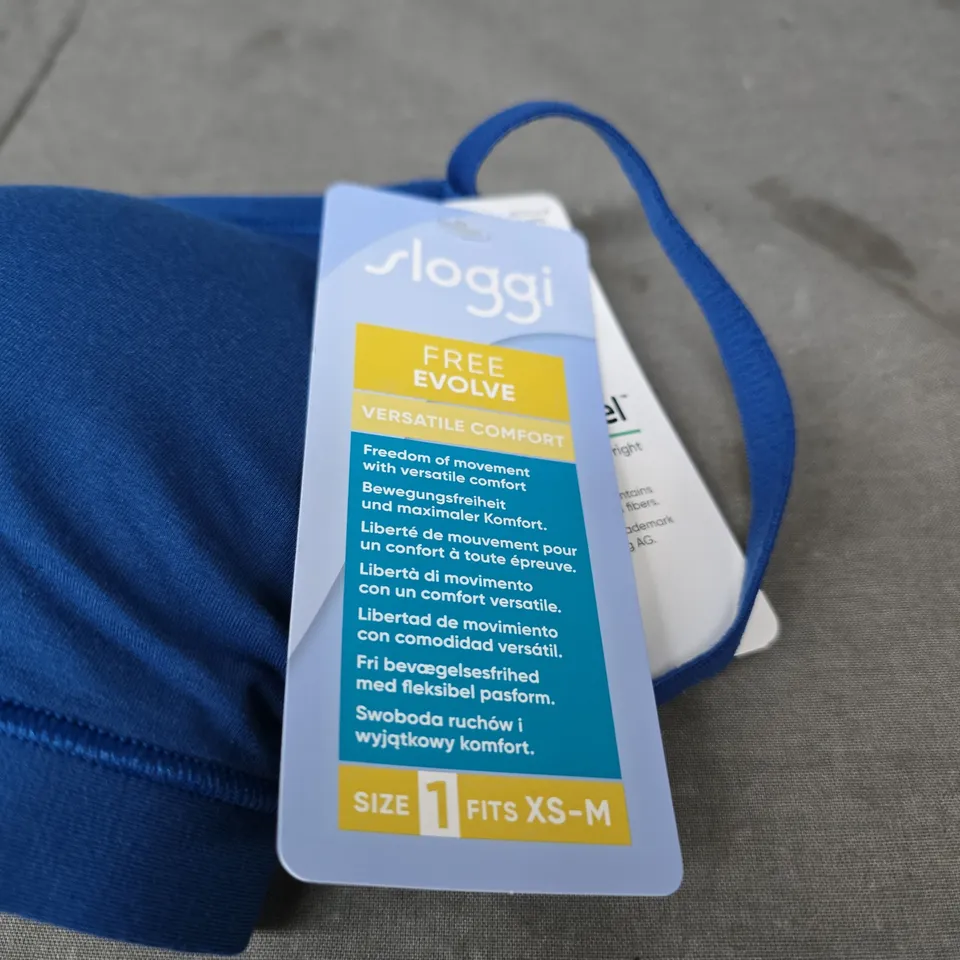 sloggi
FREE
EVOLVE
VERSATILE COMFORT
Freedom of movement
with versatile comfort
Bewegungsfreiheit
und maximaler Komfort.
Liberté de mouvement pour
un confort à toute épreuve.
Libertà di movimento
con un comfort versatile.
Libertad de movimiento
con comodidad versátil.
Fri bevægelsesfrihed
med fleksibel pasform.
Swoboda ruchów i
wyjątkowy komfort.
SIZE 1 FITS XS-M
fibers.
AG.